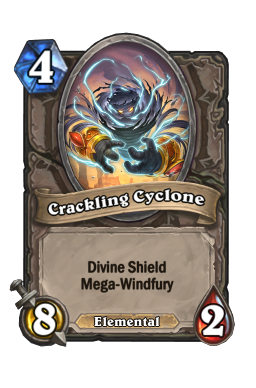 4
Crackling Cyclone
Divine Shield
Mega-Windfury
8
Elemental
2